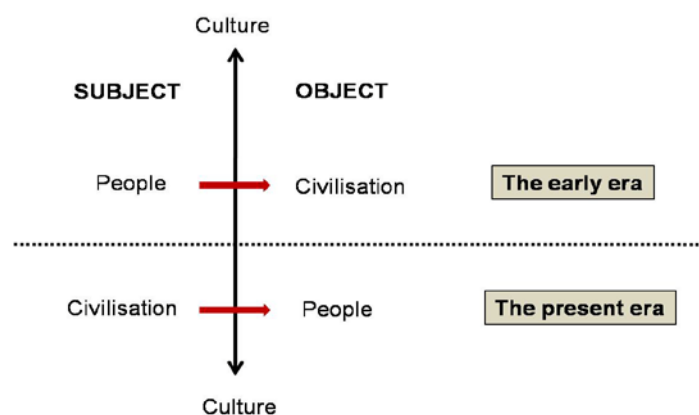 Culture
SUBJECT OBJECT
People Civilisation The early era
Civilisation People The present era
Culture